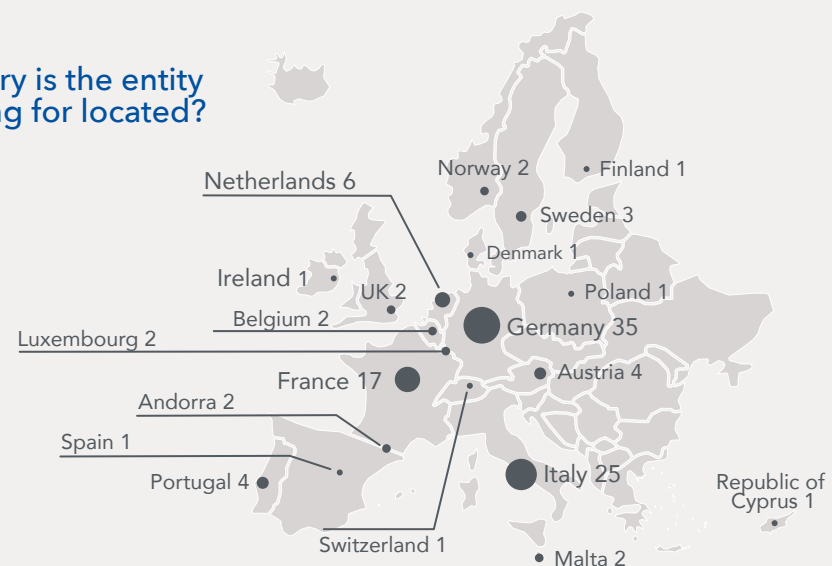 ry is the entity
g for located?
Norway 2
Finland 1
Netherlands 6
Sweden 3
Denmark 1
Ireland 1
UK 2
Poland 1
Belgium 2
Germany 35
Luxembourg 2
France 17
Austria 4
Andorra 2
Spain 1
Portugal 4
Italy 25
Republic of
Cyprus 1
Switzerland 1
Malta 2